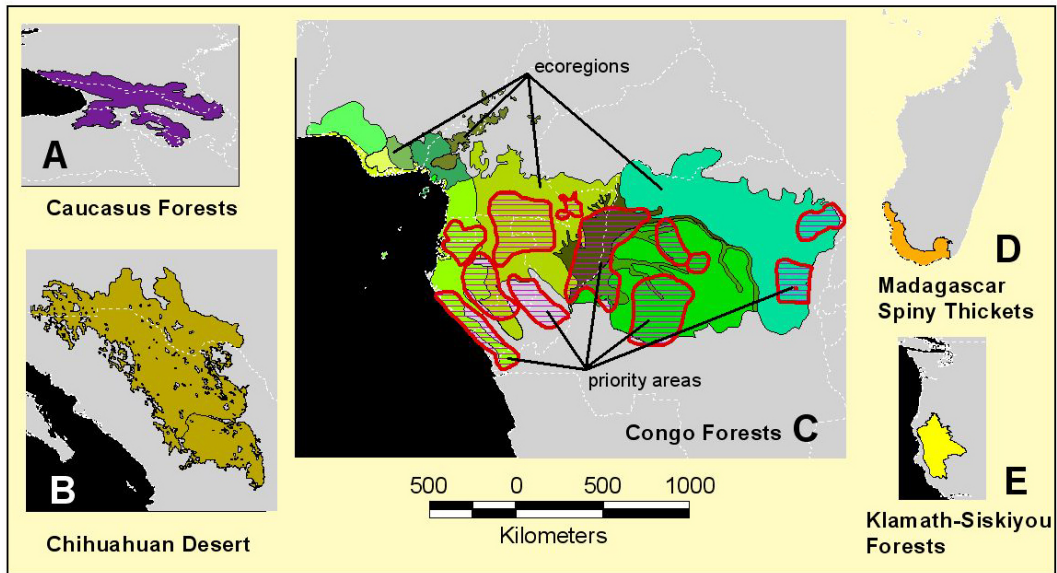 A
Caucasus Forests
B
Chihuahuan Desert
ecoregions
priority areas
Congo Forests C
500 0 500 1000
Kilometers
D
Madagascar
Spiny Thickets
E
Klamath-Siskiyou
Forests